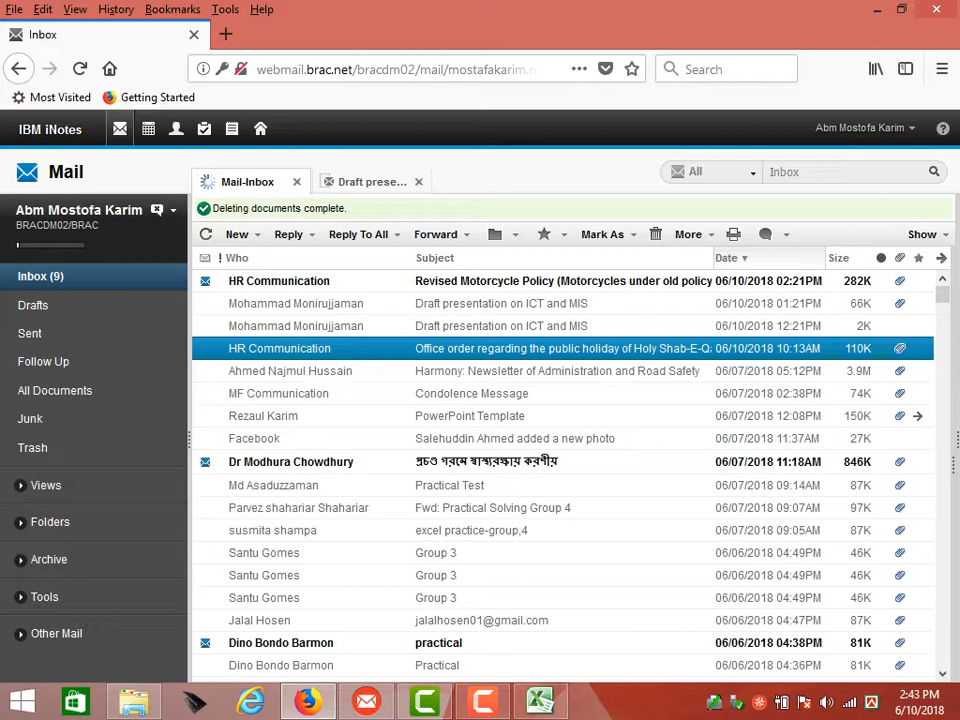 File Edit View History Bookmarks Tools Help
Inbox
webmail.brac.net/bracdm02/mail/mostafakarim.n
Search
Most Visited Getting Started
IBM iNotes
Abm Mostofa Karim
Mail
Mail-Inbox
Draft prese...
All
Inbox
Abm Mostofa Karim
BRACDM02/BRAC
Deleting documents complete.
New Reply Reply To All Forward Mark As More Show
Who Subject Date Size
Inbox (9)
Drafts
Sent
Follow Up
All Documents
Junk
Trash
Views
Folders
Archive
Tools
Other Mail
HR Communication Revised Motorcycle Policy (Motorcycles under old policy 06/10/2018 02:21PM 282K
Mohammad Monirujjaman Draft presentation on ICT and MIS 06/10/2018 01:21PM 66K
Mohammad Monirujjaman Draft presentation on ICT and MIS 06/10/2018 12:21PM 2K
HR Communication Office order regarding the public holiday of Holy Shab-E-Qa 06/10/2018 10:13AM 110K
Ahmed Najmul Hussain Harmony: Newsletter of Administration and Road Safety 06/07/2018 05:12PM 3.9M
MF Communication Condolence Message 06/07/2018 02:38PM 74K
Rezaul Karim PowerPoint Template 06/07/2018 12:08PM 150K
Facebook Salehuddin Ahmed added a new photo 06/07/2018 11:37AM 27K
Dr Modhura Chowdhury প্রচণ্ড গরমে স্বাস্থ্যরক্ষায় করণীয় 06/07/2018 11:18AM 846K
Md Asaduzzaman Practical Test 06/07/2018 09:14AM 87K
Parvez shahariar Shahariar Fwd: Practical Solving Group 4 06/07/2018 09:07AM 97K
susmita shampa excel practice-group,4 06/07/2018 09:05AM 87K
Santu Gomes Group 3 06/06/2018 04:49PM 46K
Santu Gomes Group 3 06/06/2018 04:49PM 46K
Santu Gomes Group 3 06/06/2018 04:49PM 46K
Jalal Hosen jalalhosen01@gmail.com 06/06/2018 04:49PM 87K
Dino Bondo Barmon practical 06/06/2018 04:38PM 81K
Dino Bondo Barmon Practical 06/06/2018 04:36PM 81K
2:43 PM
6/10/2018